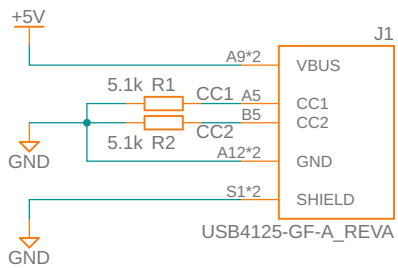 +5V
J1
A9*2 VBUS
5.1k R1 CC1 A5 CC1
B5 CC2
5.1k R2 CC2
GND A12*2 GND
S1*2 SHIELD
USB4125-GF-A_REVA
GND